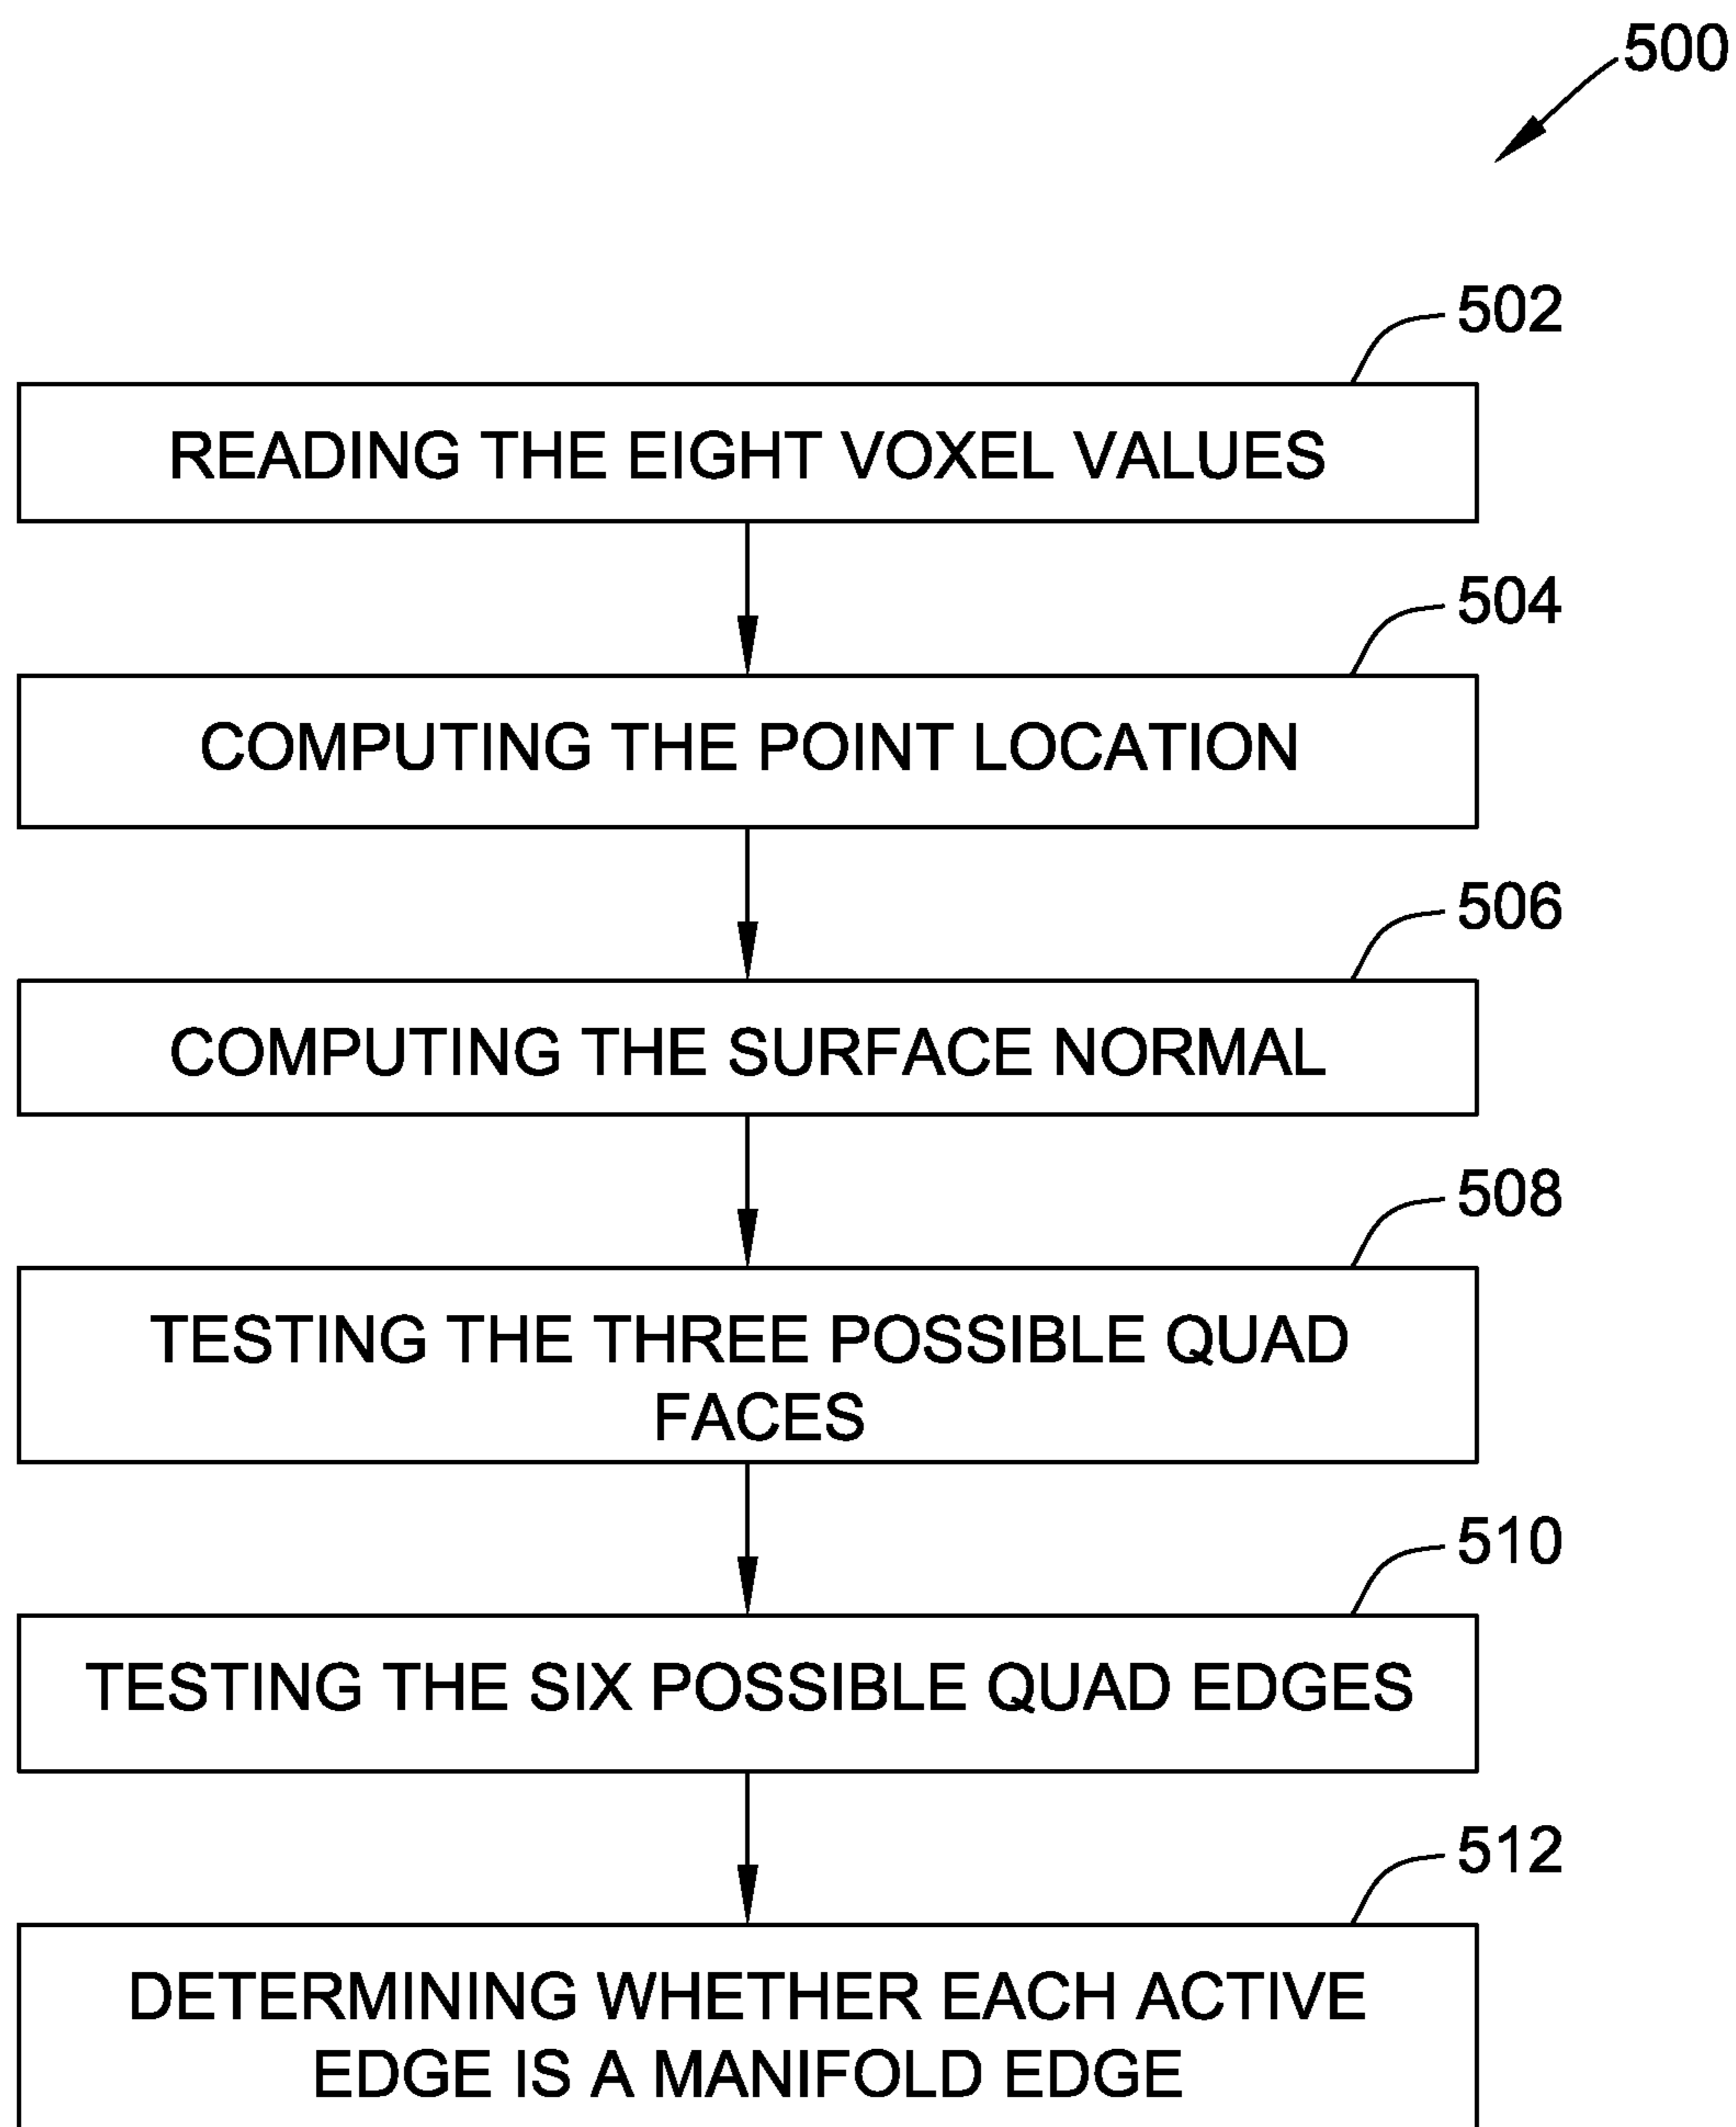 500
502
READING THE EIGHT VOXEL VALUES
504
COMPUTING THE POINT LOCATION
506
COMPUTING THE SURFACE NORMAL
508
TESTING THE THREE POSSIBLE QUAD
FACES
510
TESTING THE SIX POSSIBLE QUAD EDGES
512
DETERMINING WHETHER EACH ACTIVE
EDGE IS A MANIFOLD EDGE